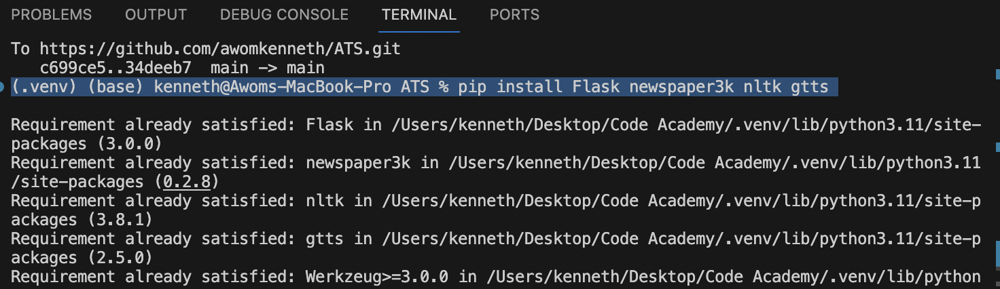 PROBLEMS OUTPUT DEBUG CONSOLE TERMINAL PORTS
To https://github.com/awomkenneth/ATS.git
c699ce5..34deeb7 main -> main
(.venv) (base) kenneth@Awoms-MacBook-Pro ATS % pip install Flask newspaper3k nltk gtts
Requirement already satisfied: Flask in /Users/kenneth/Desktop/Code Academy/.venv/lib/python3.11/site-
packages (3.0.0)
Requirement already satisfied: newspaper3k in /Users/kenneth/Desktop/Code Academy/.venv/lib/python3.11
/site-packages (0.2.8)
Requirement already satisfied: nltk in /Users/kenneth/Desktop/Code Academy/.venv/lib/python3.11/site-p
ackages (3.8.1)
Requirement already satisfied: gtts in /Users/kenneth/Desktop/Code Academy/.venv/lib/python3.11/site-p
ackages (2.5.0)
Requirement already satisfied: Werkzeug>=3.0.0 in /Users/kenneth/Desktop/Code Academy/.venv/lib/python